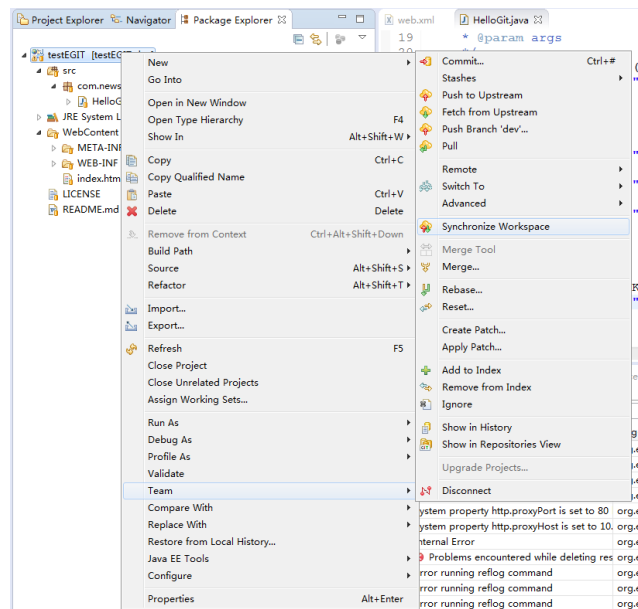 Project Explorer Navigator Package Explorer web.xml HelloGit.java
19 * @param args
testEGIT [testEGIT
src
com.news
HelloG
JRE System L
WebContent
META-INF
WEB-INF
index.htm
LICENSE
README.md
New
Go Into
Open in New Window
Open Type Hierarchy F4
Show In Alt+Shift+W
Copy Ctrl+C
Copy Qualified Name
Paste Ctrl+V
Delete Delete
Remove from Context Ctrl+Alt+Shift+Down
Build Path
Source Alt+Shift+S
Refactor Alt+Shift+T
Import...
Export...
Refresh F5
Close Project
Close Unrelated Projects
Assign Working Sets...
Run As
Debug As
Profile As
Validate
Team
Compare With
Replace With
Restore from Local History...
Java EE Tools
Configure
Properties Alt+Enter
Commit... Ctrl+#
Stashes
Push to Upstream
Fetch from Upstream
Push Branch 'dev'...
Pull
Remote
Switch To
Advanced
Synchronize Workspace
Merge Tool
Merge...
Rebase...
Reset...
Create Patch...
Apply Patch...
Add to Index
Remove from Index
Ignore
Show in History
Show in Repositories View
Upgrade Projects...
Disconnect
ystem property http.proxyPort is set to 80 org.e
ystem property http.proxyHost is set to 10. org.e
nternal Error org.e
Problems encountered while deleting res org.e
rror running reflog command org.e
rror running reflog command org.e
rror running reflog command org.e